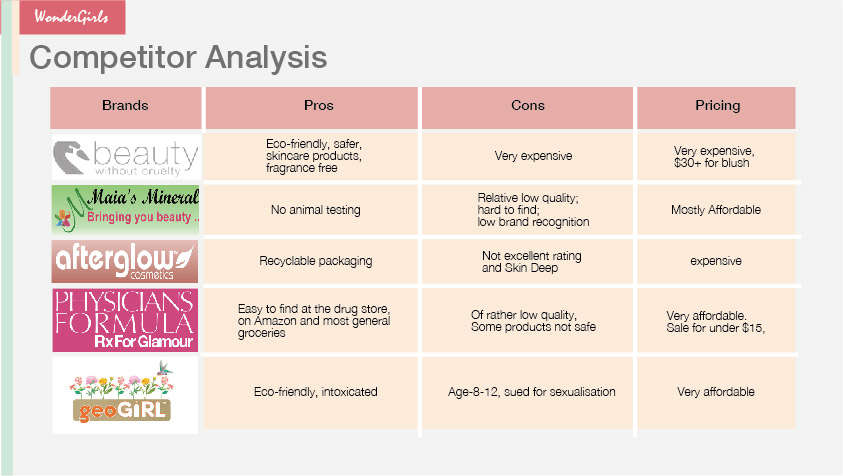 WonderGirls
Competitor Analysis
Brands
Pros
Cons
Pricing
beauty
without cruelty
Eco-friendly, safer,
skincare products,
fragrance free
Very expensive
Very expensive,
$30+ for blush
Maia's Mineral
Bringing you beauty ..
No animal testing
Relative low quality;
hard to find;
low brand recognition
Mostly Affordable
afterglow
cosmetics
Recyclable packaging
Not excellent rating
and Skin Deep
expensive
PHYSICIANS
FORMULA
Rx For Glamour
Easy to find at the drug store,
on Amazon and most general
groceries
Of rather low quality,
Some products not safe
Very affordable.
Sale for under $15,
geoGiRL™
Eco-friendly, intoxicated
Age-8-12, sued for sexualisation
Very affordable